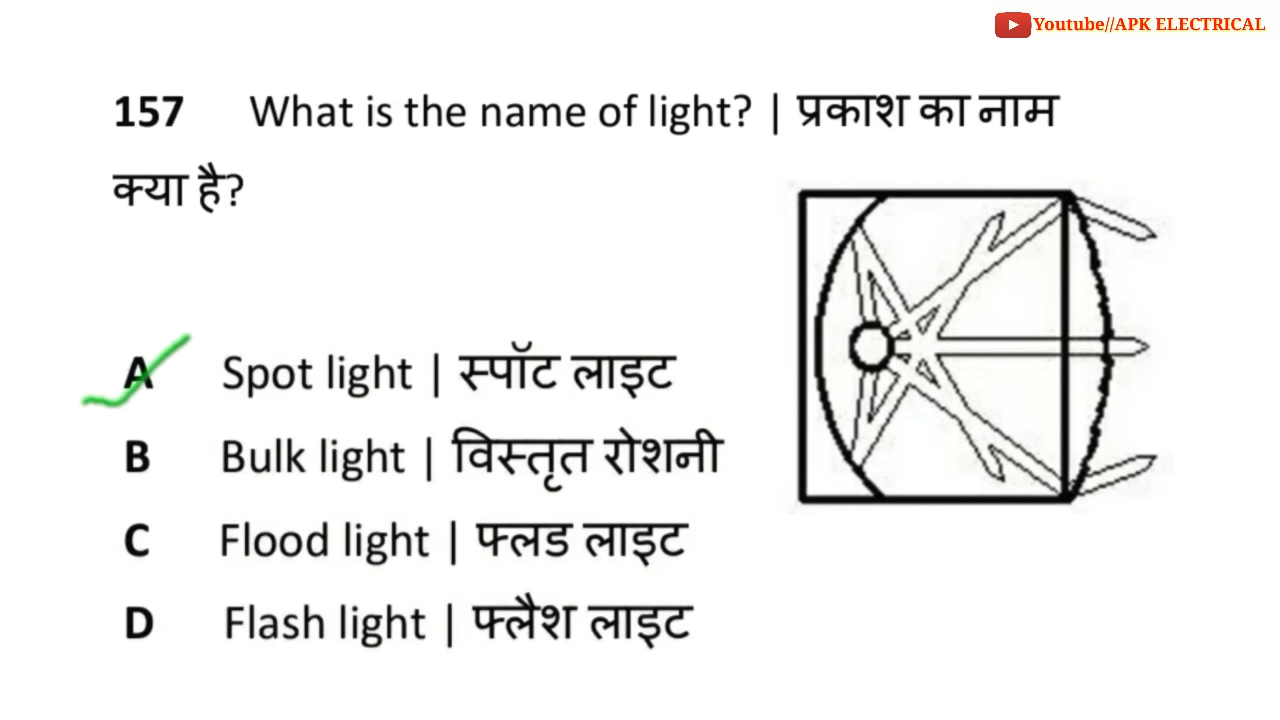 Youtube//APK ELECTRICAL
157 What is the name of light? | प्रकाश का नाम
क्या है?
A Spot light | स्पॉट लाइट
B Bulk light | विस्तृत रोशनी
C Flood light | फ्लड लाइट
D Flash light | फ्लैश लाइट